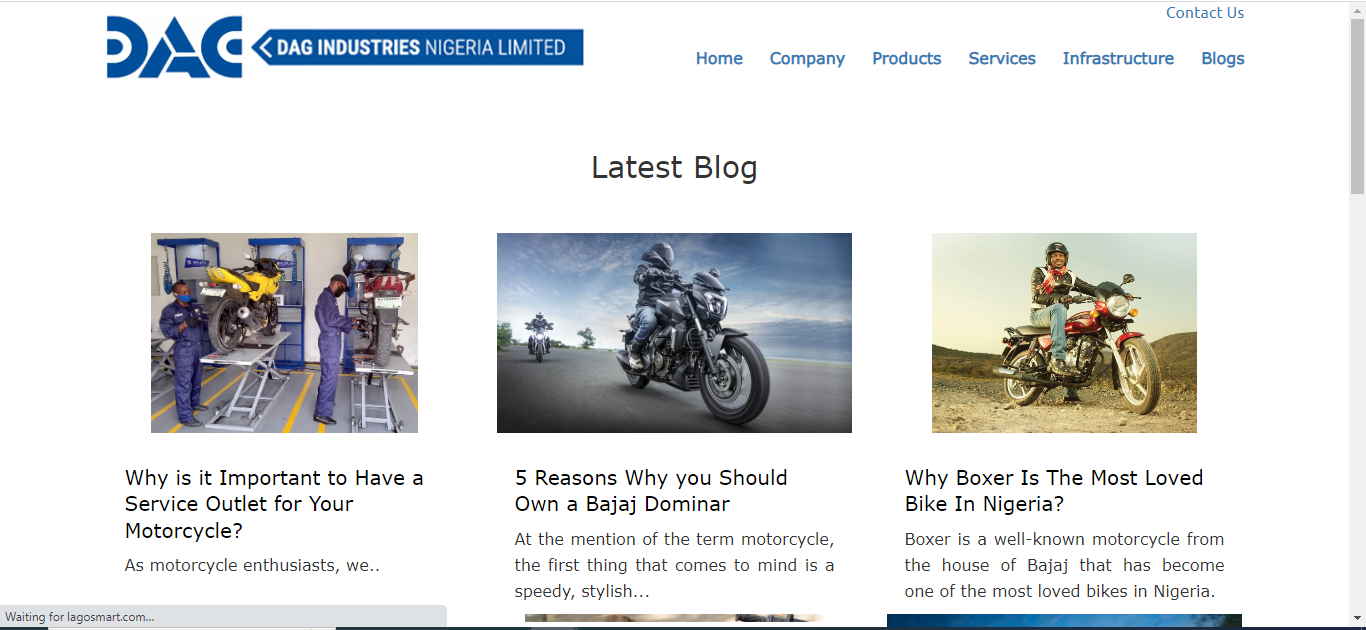 Contact Us
DAG
DAG INDUSTRIES NIGERIA LIMITED
Home Company Products Services Infrastructure Blogs
Latest Blog
Why is it Important to Have a
Service Outlet for Your
Motorcycle?
As motorcycle enthusiasts, we..
5 Reasons Why you Should
Own a Bajaj Dominar
At the mention of the term motorcycle,
the first thing that comes to mind is a
speedy, stylish...
Why Boxer Is The Most Loved
Bike In Nigeria?
Boxer is a well-known motorcycle from
the house of Bajaj that has become
one of the most loved bikes in Nigeria.
Waiting for lagosmart.com...